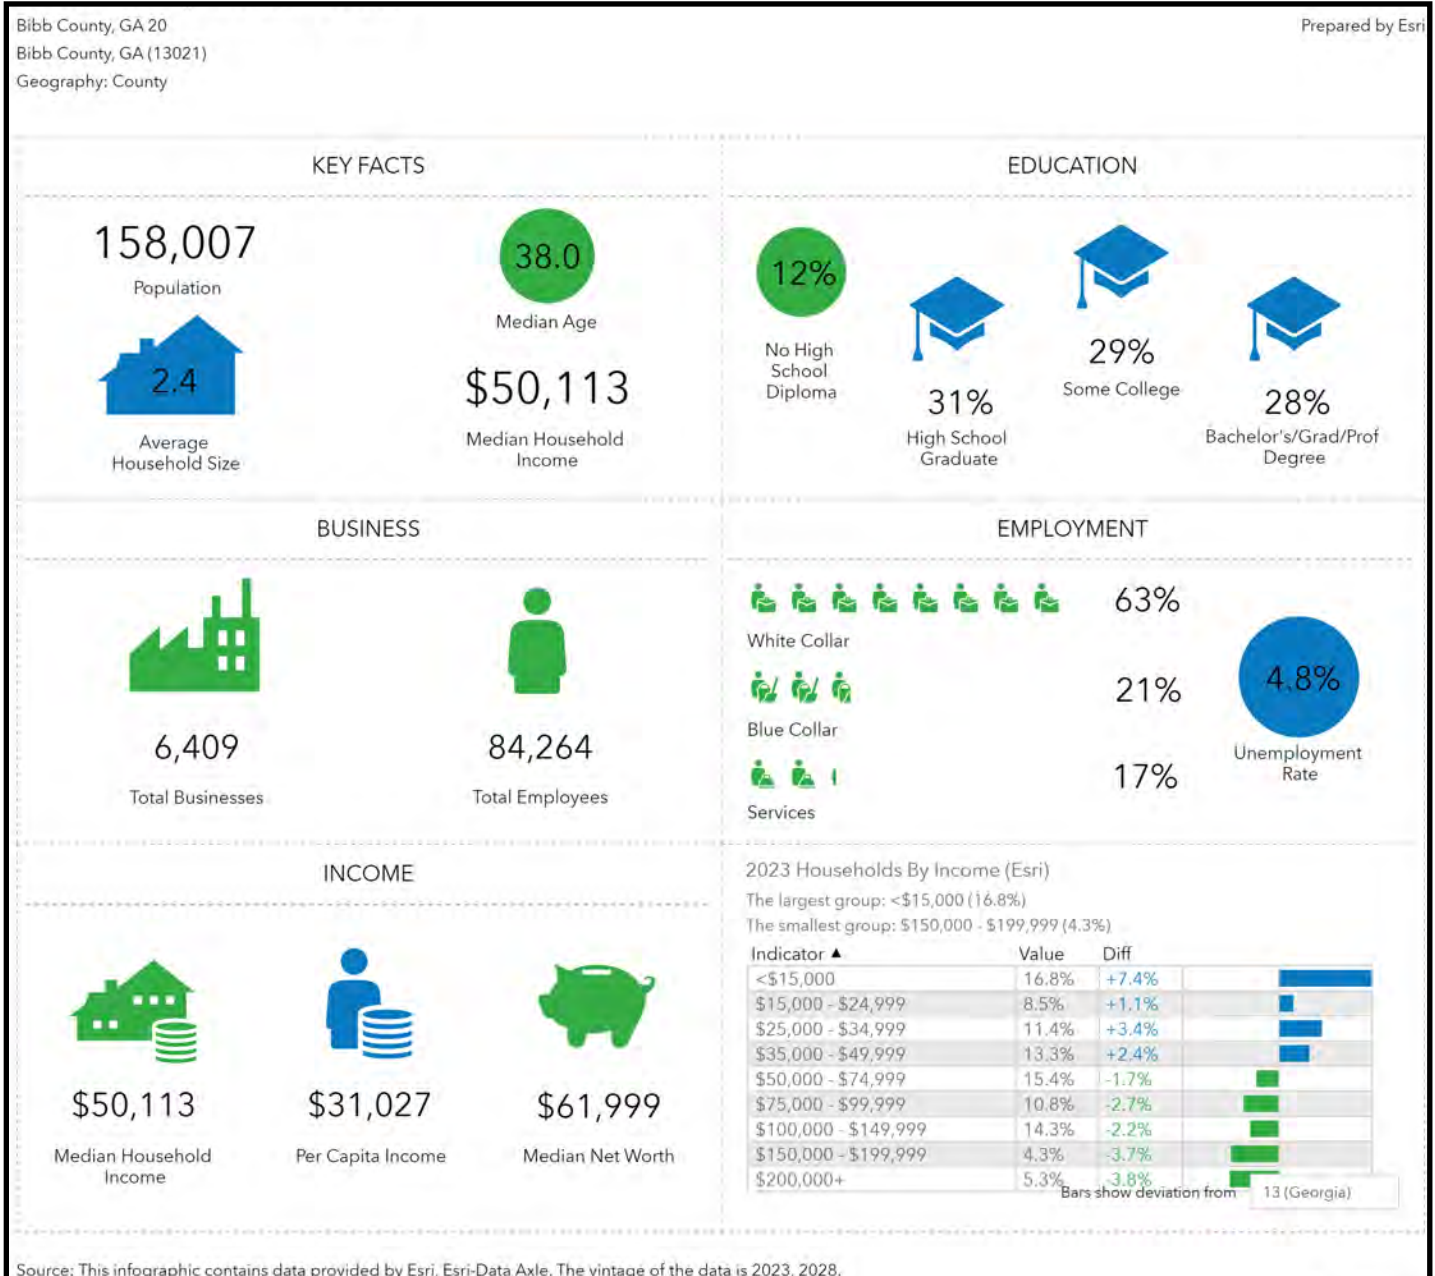 Bibb County, GA 20
Prepared by Esri
Bibb County, GA (13021)
Geography: County
KEY FACTS
158,007
Population
38.0
Median Age
2.4
Average
Household Size
$50,113
Median Household
Income
EDUCATION
12%
No High
School
Diploma
31%
High School
Graduate
29%
Some College
28%
Bachelor's/Grad/Prof
Degree
BUSINESS
6,409
Total Businesses
84,264
Total Employees
EMPLOYMENT
63%
White Collar
21%
Blue Collar
17%
Services
4.8%
Unemployment
Rate
INCOME
$50,113
Median Household
Income
$31,027
Per Capita Income
$61,999
Median Net Worth
2023 Households By Income (Esri)
The largest group: <$15,000 (16.8%)
The smallest group: $150,000 - $199,999 (4.3%)
Indicator ▲ Value Diff
<$15,000 16.8% +7.4%
$15,000 - $24,999 8.5% +1.1%
$25,000 - $34,999 11.4% +3.4%
$35,000 - $49,999 13.3% +2.4%
$50,000 - $74,999 15.4% -1.7%
$75,000 - $99,999 10.8% -2.7%
$100,000 - $149,999 14.3% -2.2%
$150,000 - $199,999 4.3% -3.7%
$200,000+ 5.3% -3.8%
Bars show deviation from 13 (Georgia)
Source: This infographic contains data provided by Esri, Esri-Data Axle. The vintage of the data is 2023, 2028.